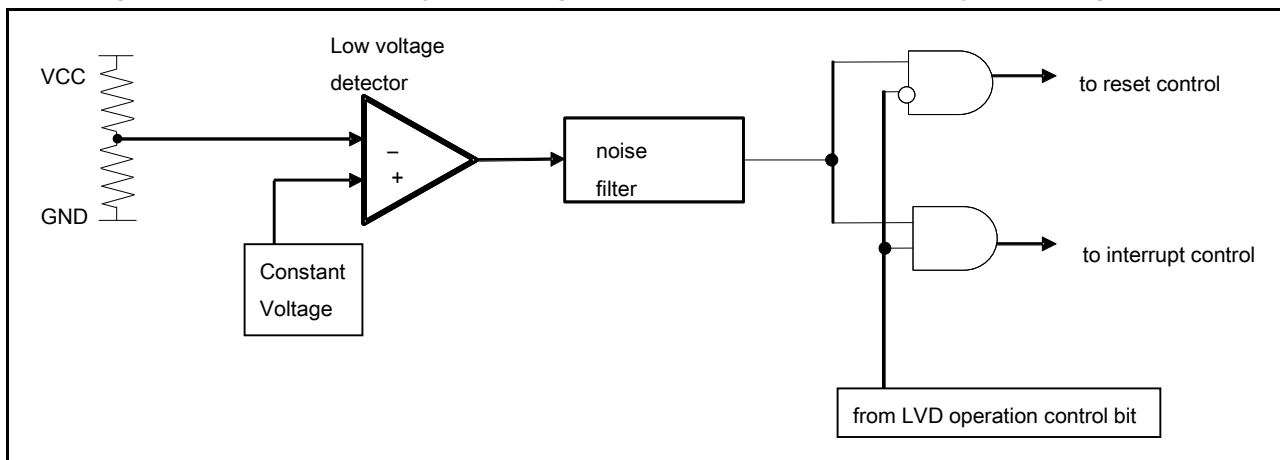 VCC
GND
Low voltage
detector
–
+
Constant
Voltage
noise
filter
to reset control
to interrupt control
from LVD operation control bit